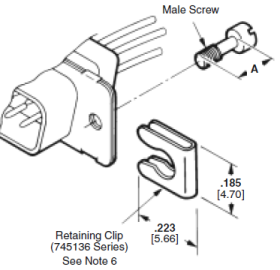 Male Screw
A
.185
[4.70]
.223
[5.66]
Retaining Clip
(745136 Series)
See Note 6